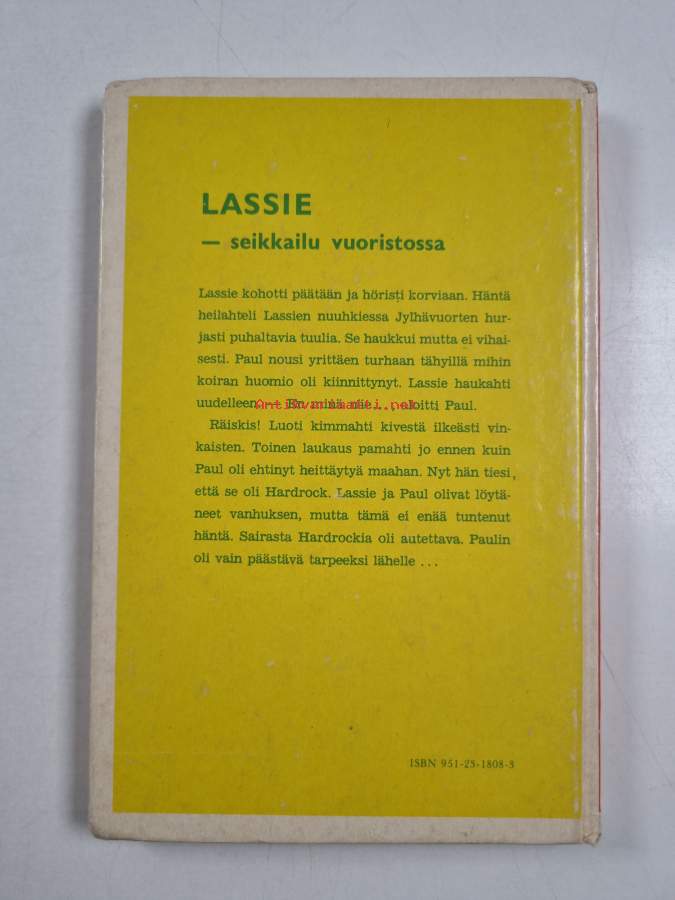 LASSIE
— seikkailu vuoristossa
Lassie kohotti päätään ja höristi korviaan. Häntä
heilahteli Lassien nuuhkiessa Jylhävuorten hur-
jasti puhaltavia tuulia. Se haukkui mutta ei vihai-
sesti. Paul nousi yrittäen turhaan tähyillä mihin
koiran huomio oli kiinnittynyt. Lassie haukahti
uudelleen. — En minä näe..., aloitti Paul.
Räiskis! Luoti kimmahti kivestä ilkeästi vin-
kaisten. Toinen laukaus pamahti jo ennen kuin
Paul oli ehtinyt heittäytyä maahan. Nyt hän tiesi,
että se oli Hardrock. Lassie ja Paul olivat löytä-
neet vanhuksen, mutta tämä ei enää tuntenut
häntä. Sairasta Hardrockia oli autettava. Paulin
oli vain päästävä tarpeeksi lähelle ...
ISBN 951-23-1808-3